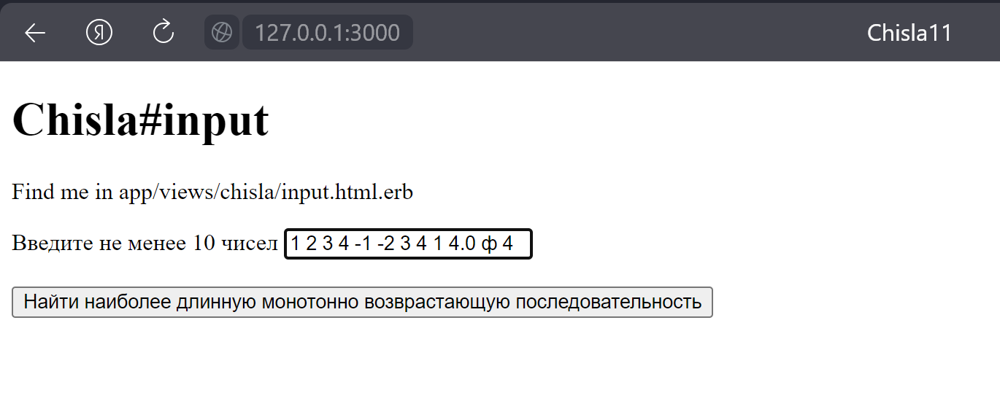 Я 127.0.0.1:3000 Chisla11
Chisla#input
Find me in app/views/chisla/input.html.erb
Введите не менее 10 чисел 1 2 3 4 -1 -2 3 4 1 4.0 ф 4
Найти наиболее длинную монотонно возврастающую последовательность